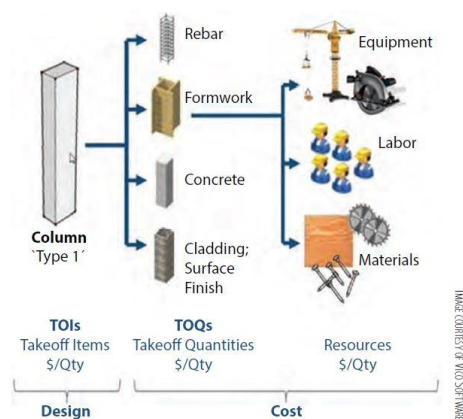 Rebar
Equipment
Formwork
Labor
Concrete
Column
`Type 1´
Cladging;
Surface
Finish
Materials
TOIs
Takeoff Items
$/Qty
TOQs
Takeoff Quantities
$/Qty
Resources
$/Qty
Design
Cost
IMAGE COURTESY OF VICO SOFTWARE